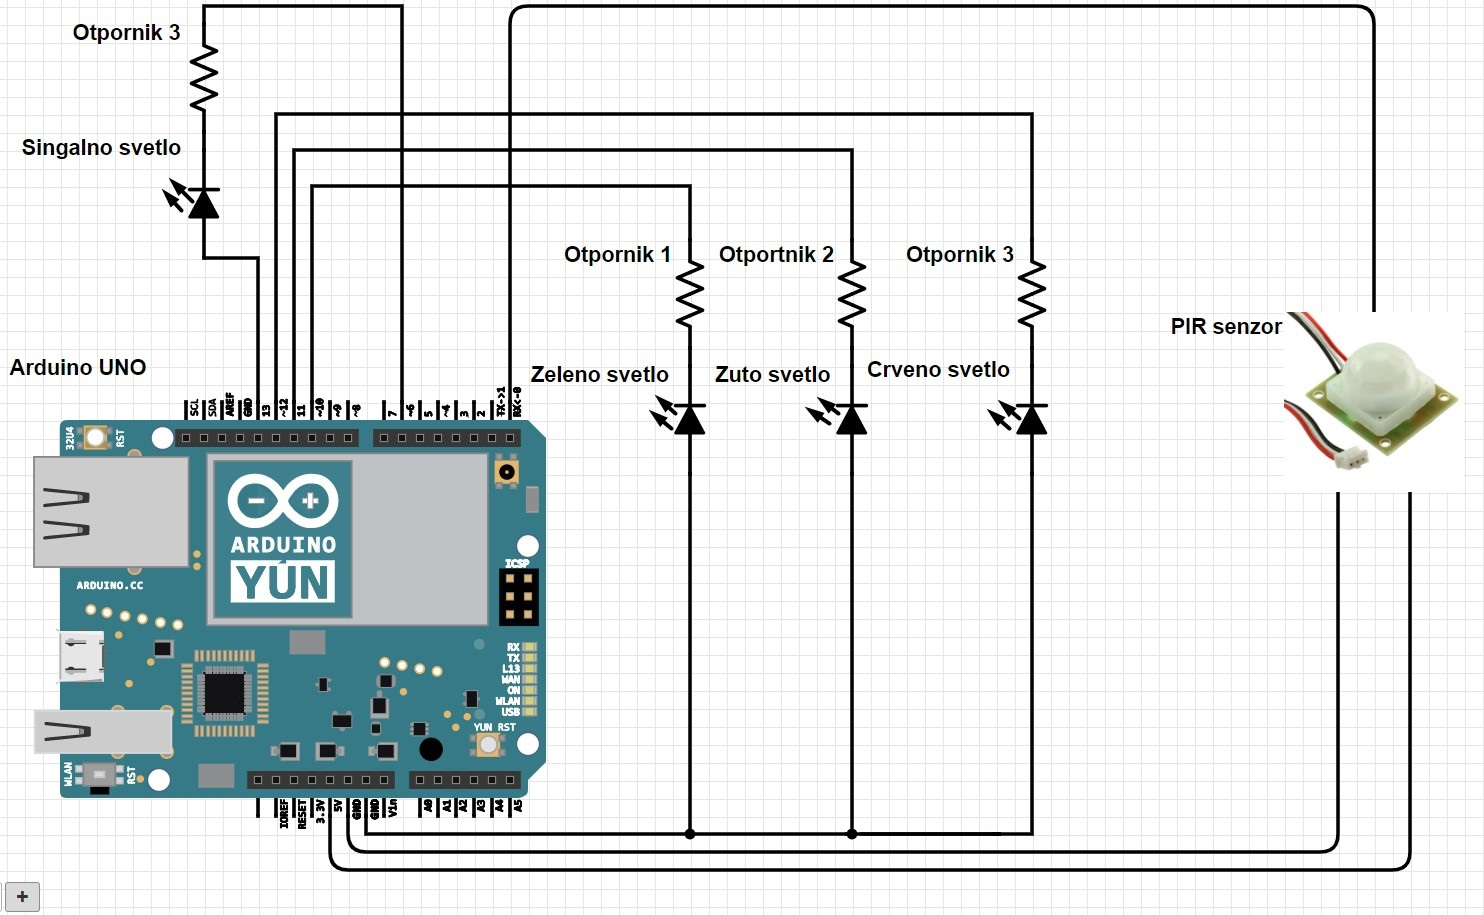 Otpornik 3
Singalno svetlo
Otpornik 1
Otportnik 2
Otpornik 3
PIR senzor
Arduino UNO
Zeleno svetlo
Zuto svetlo
Crveno svetlo
SCL
SDA
AREF
GND
13
~12
11
~10
~9
~8
7
~6
5
~4
3
2
TX->1
RX<-0
32U4
RST
ARDUINO
YÚN
ICSP
ARDUINO.CC
RX
TX
L13
WAN
ON
WLAN
USB
YUN RST
WLAN
RST
IOREF
RESET
3.3V
5V
GND
GND
Vin
A0
A1
A2
A3
A4
A5
+